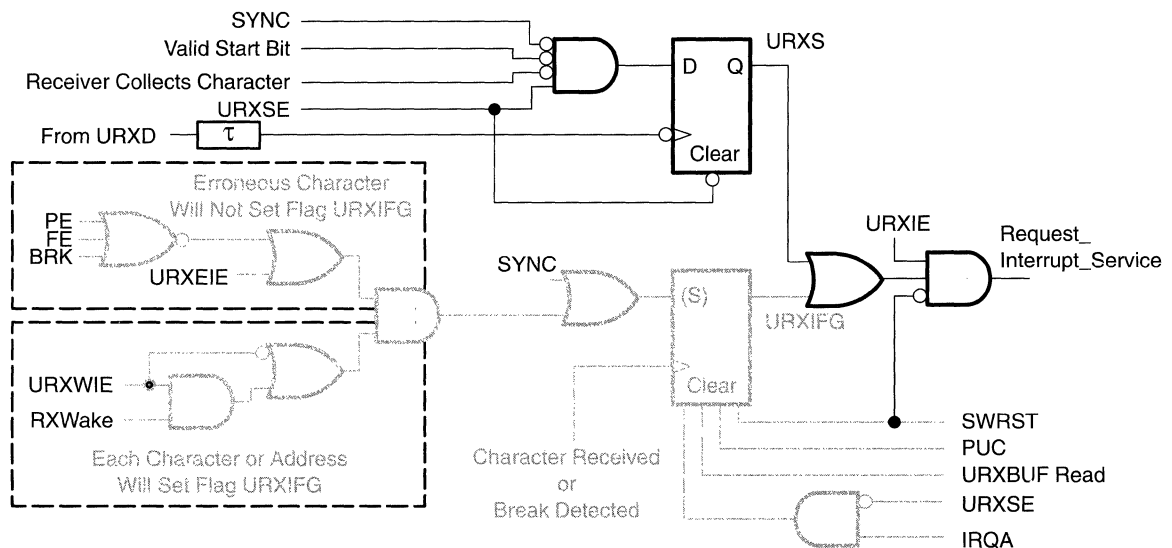 SYNC
Valid Start Bit
Receiver Collects Character
URXSE
From URXD
τ
URXS
D Q
Clear
Erroneous Character
Will Not Set Flag URXIFG
PE
FE
BRK
URXEIE
SYNC
(S)
Clear
URXIFG
URXIE
Request_
Interrupt_Service
URXWIE
RXWake
Each Character or Address
Will Set Flag URXIFG
Character Received
or
Break Detected
SWRST
PUC
URXBUF Read
URXSE
IRQA